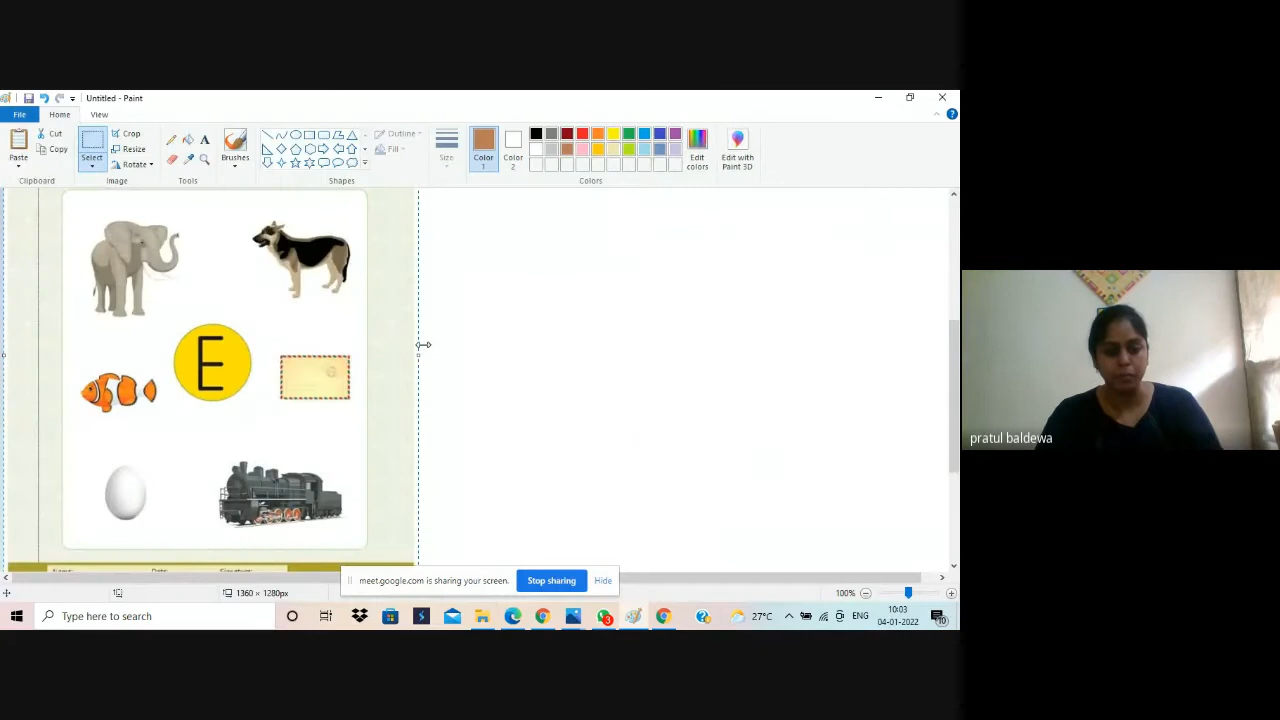 Untitled - Paint
File Home View
Paste
Cut
Copy
Clipboard
Select
Crop
Resize
Rotate
Image
Tools
Brushes
Outline
Fill
Shapes
Size
Color 1
Color 2
Edit colors
Edit with Paint 3D
Colors
E
meet.google.com is sharing your screen. Stop sharing Hide
1360 × 1280px
100%
Type here to search
3
27°C
ENG
10:03
04-01-2022
10
pratul baldewa